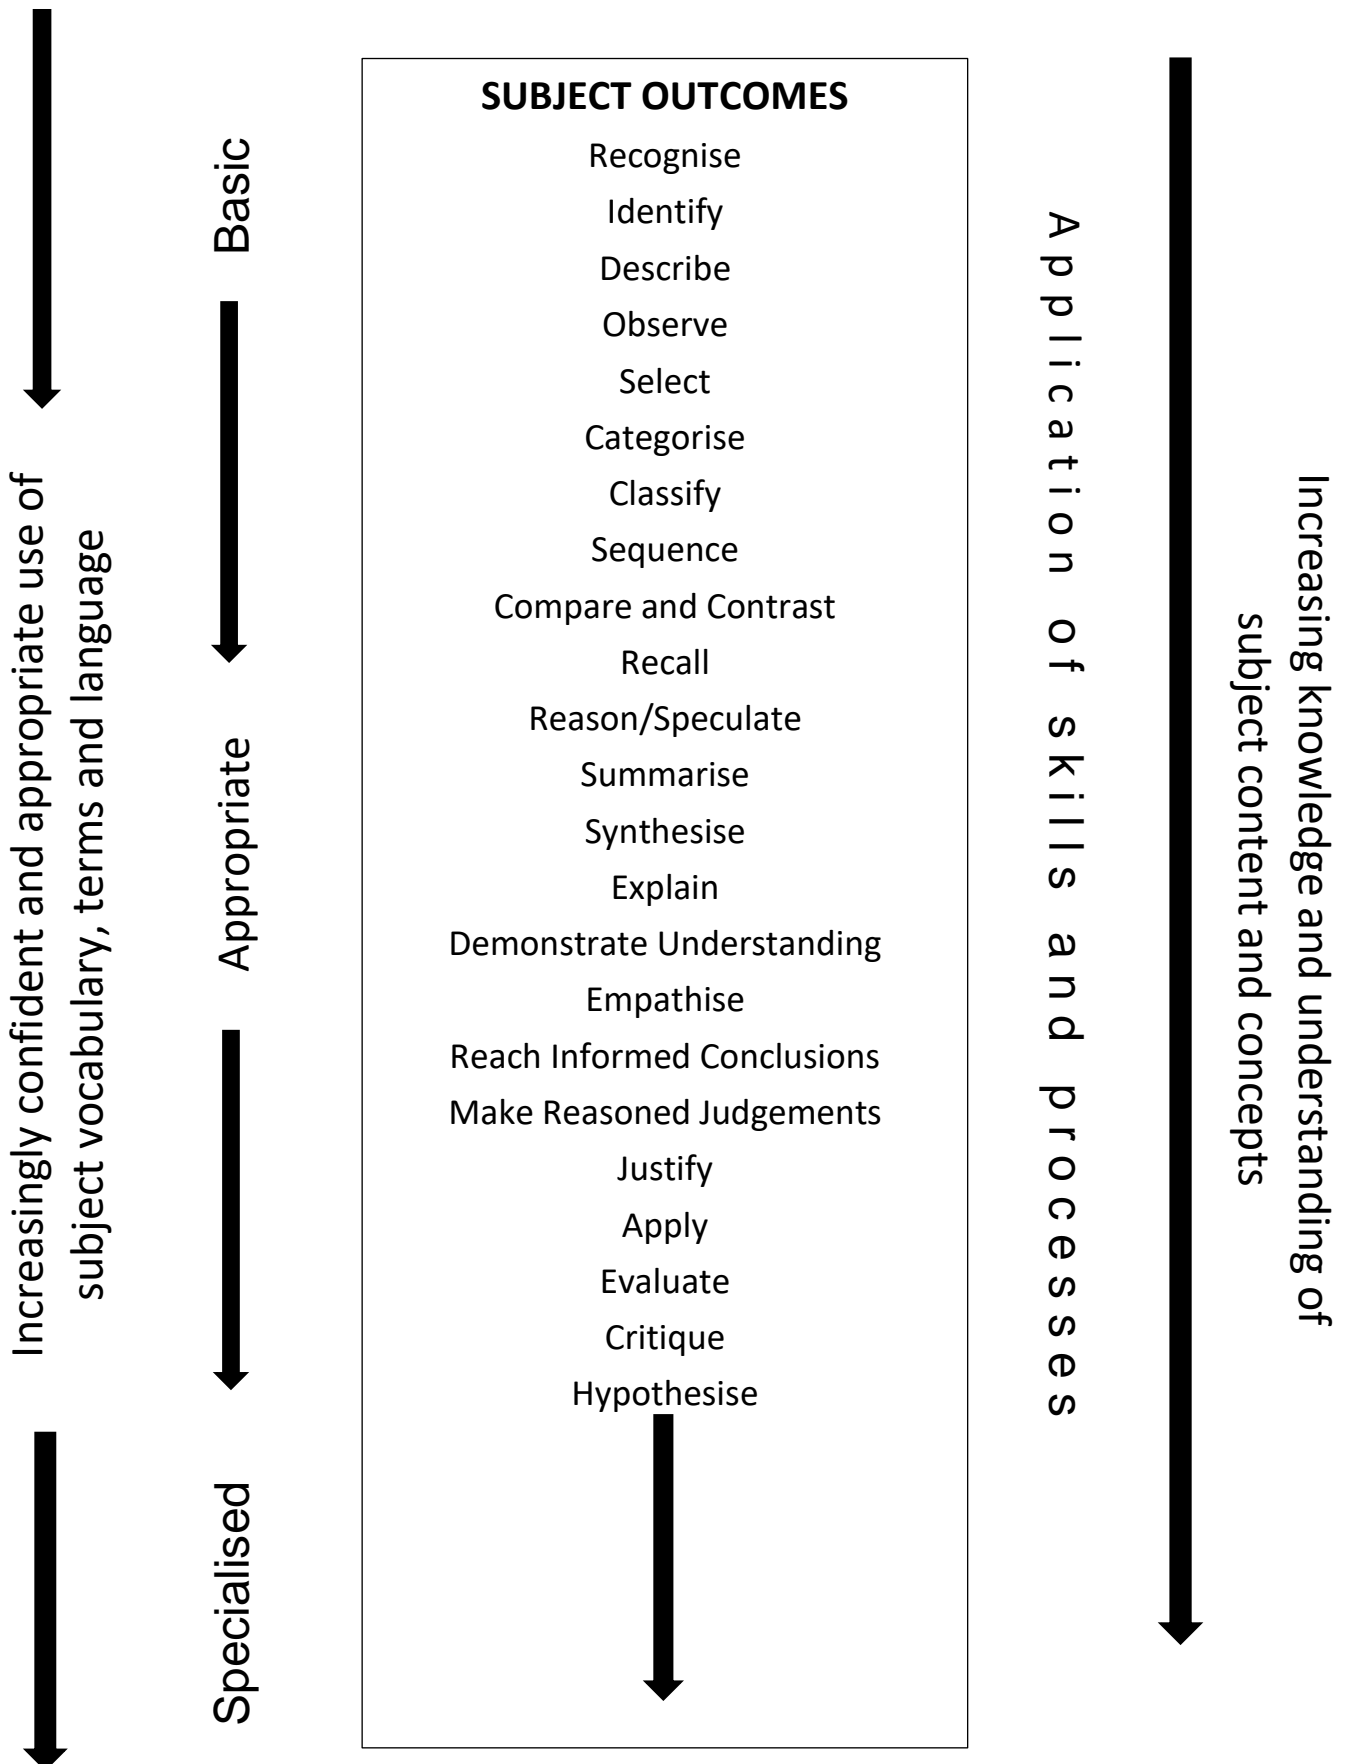 Increasingly confident and appropriate use of
subject vocabulary, terms and language
Basic
Appropriate
Specialised
SUBJECT OUTCOMES
Recognise
Identify
Describe
Observe
Select
Categorise
Classify
Sequence
Compare and Contrast
Recall
Reason/Speculate
Summarise
Synthesise
Explain
Demonstrate Understanding
Empathise
Reach Informed Conclusions
Make Reasoned Judgements
Justify
Apply
Evaluate
Critique
Hypothesise
Application of skills and processes
Increasing knowledge and understanding of
subject content and concepts